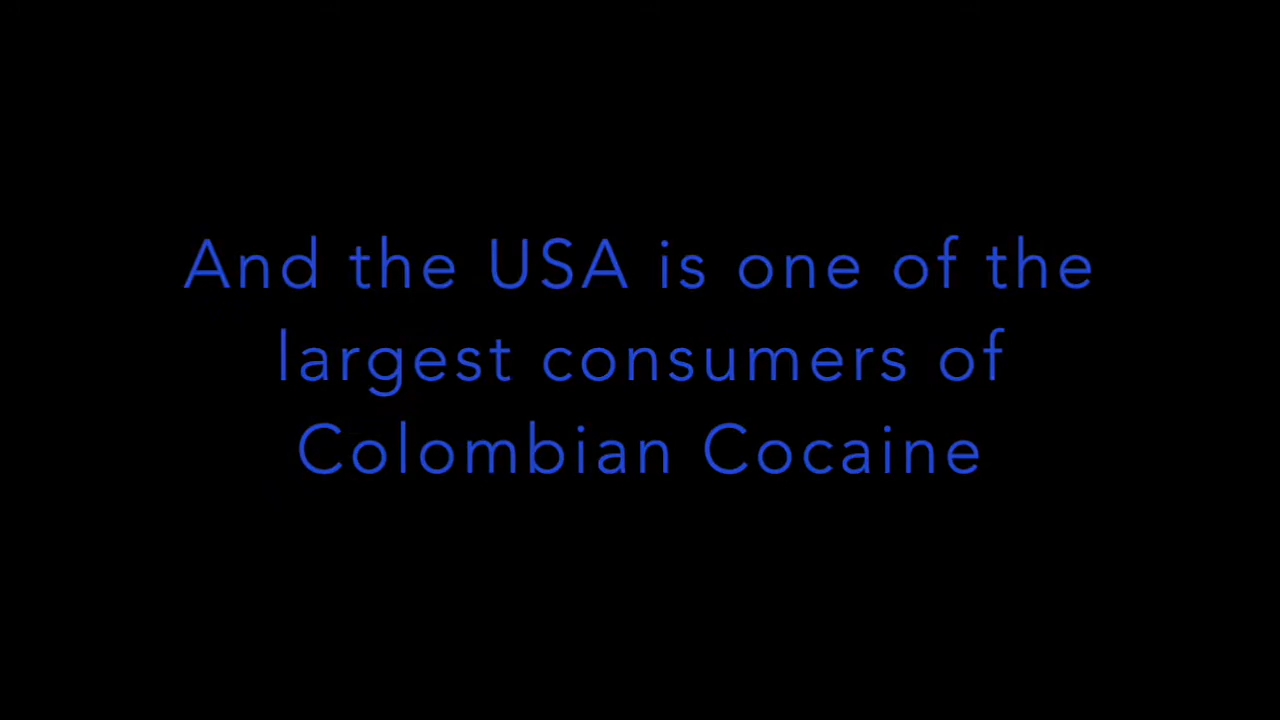 And the USA is one of the
largest consumers of
Colombian Cocaine